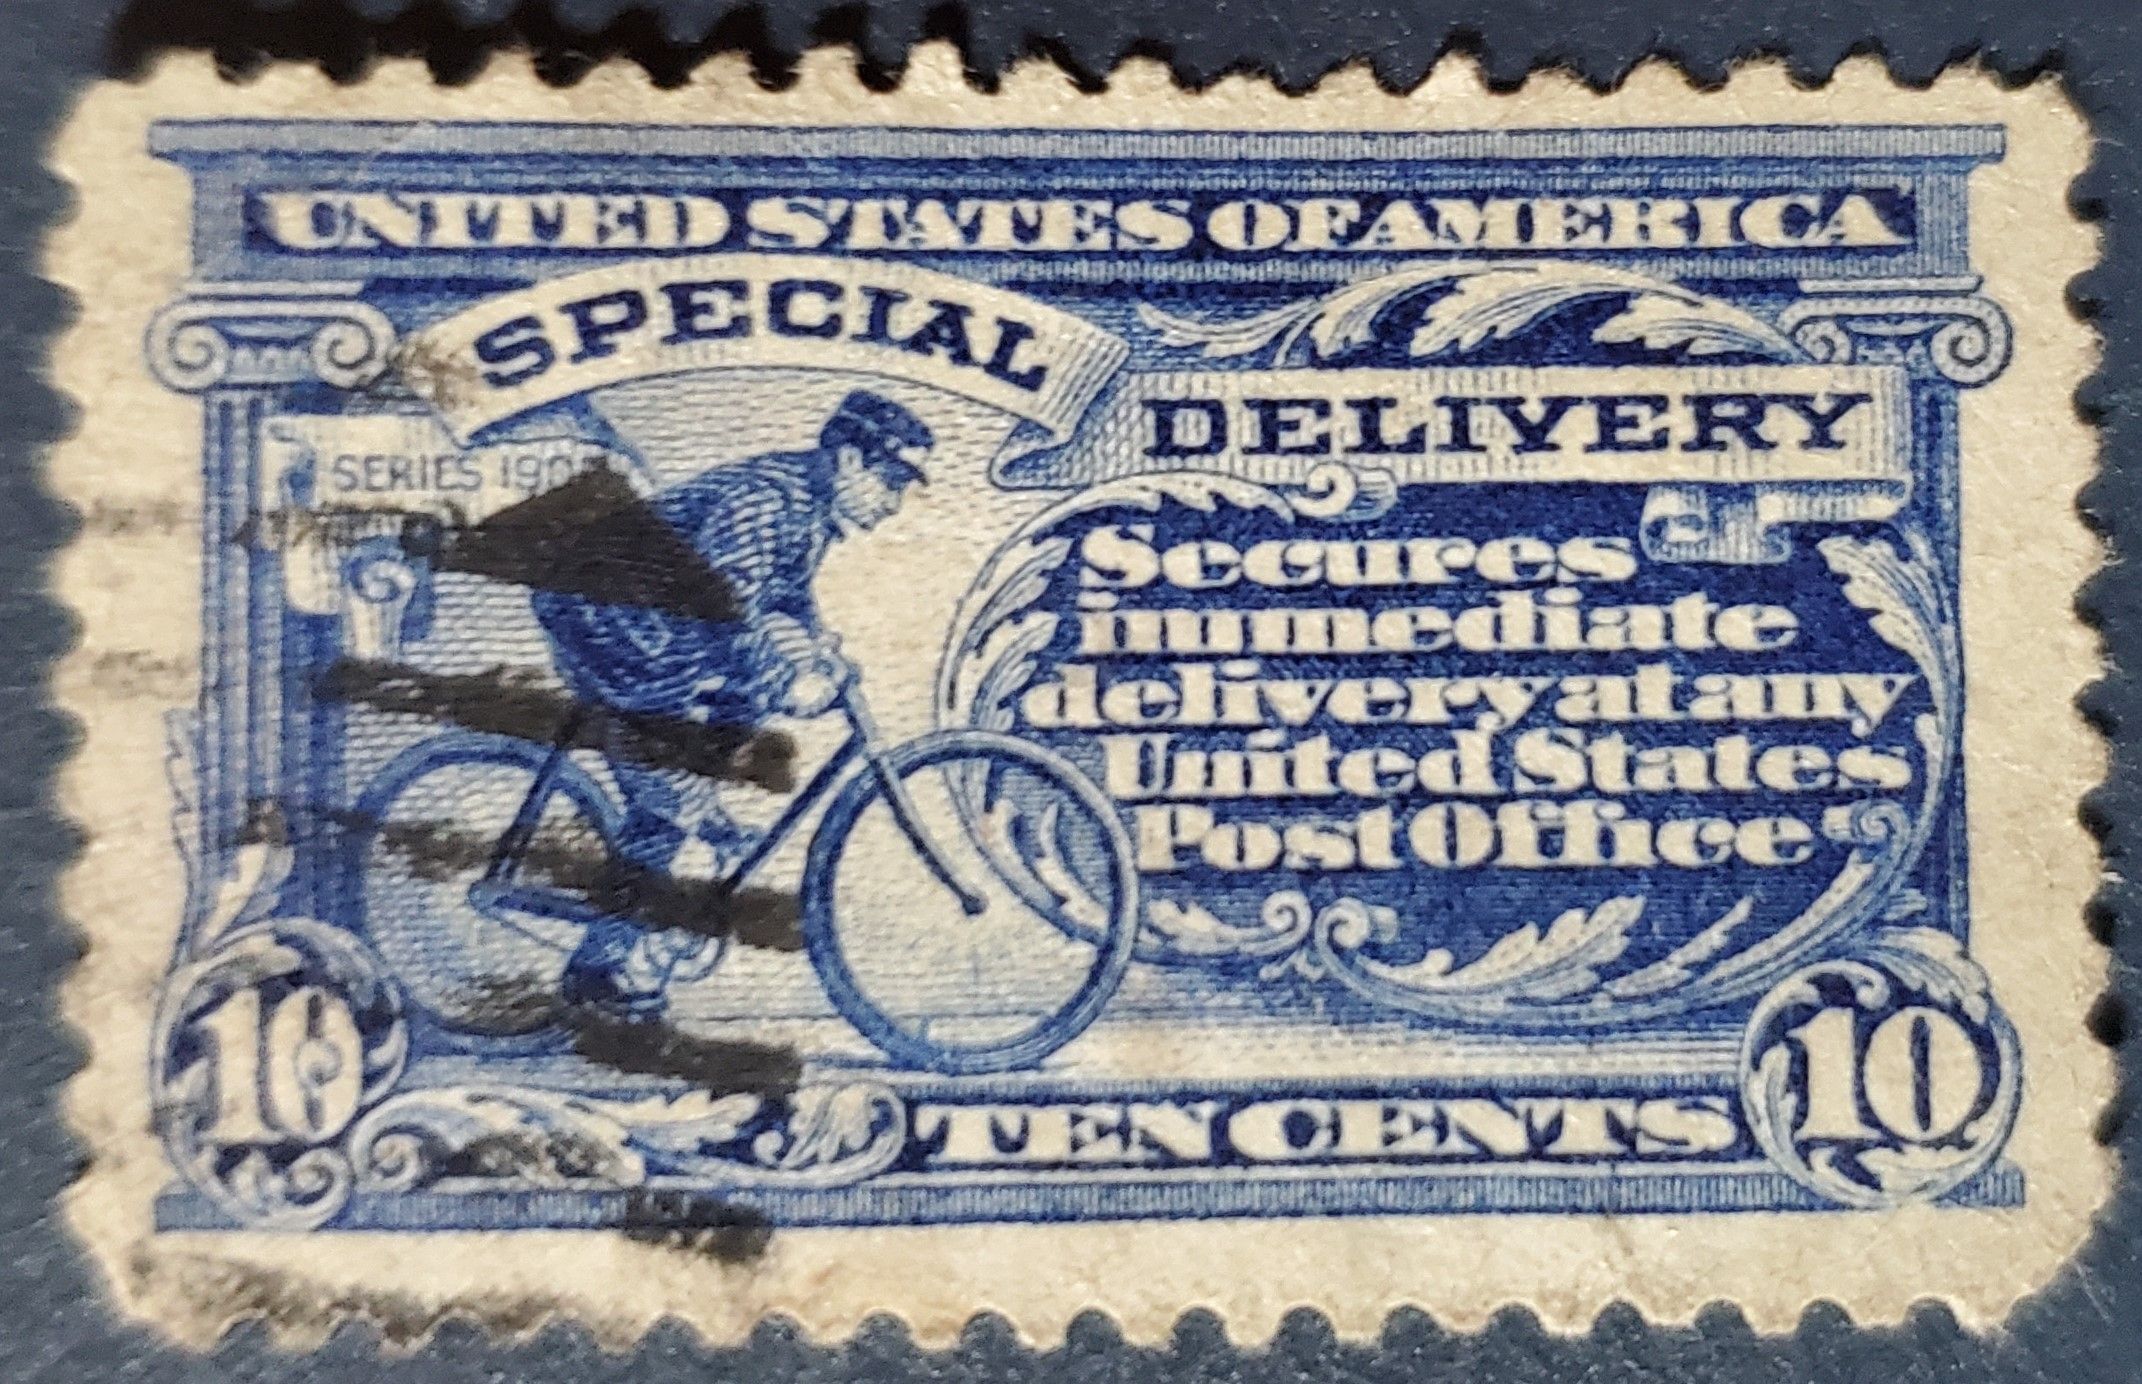 UNITED STATES OF AMERICA
SPECIAL
DELIVERY
SERIES
Secures
immediate
delivery at any
United States
Post Office
10
TEN CENTS
10